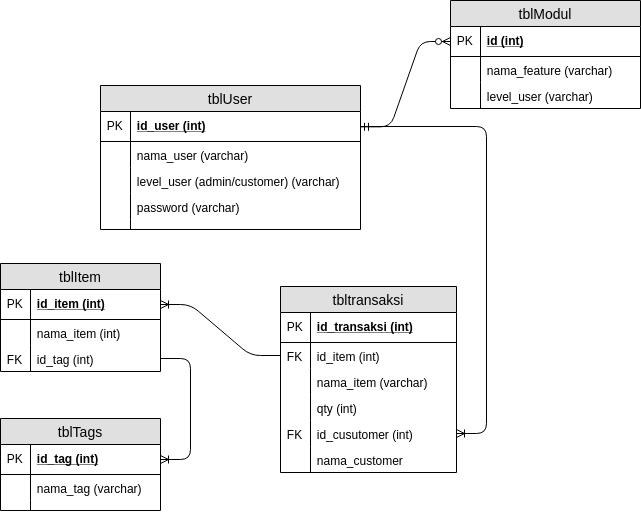 tblModul
PK id (int)
nama_feature (varchar)
level_user (varchar)
tblUser
PK id_user (int)
nama_user (varchar)
level_user (admin/customer) (varchar)
password (varchar)
tblItem
PK id_item (int)
nama_item (int)
FK id_tag (int)
tbltransaksi
PK id_transaksi (int)
FK id_item (int)
nama_item (varchar)
qty (int)
FK id_cusutomer (int)
nama_customer
tblTags
PK id_tag (int)
nama_tag (varchar)